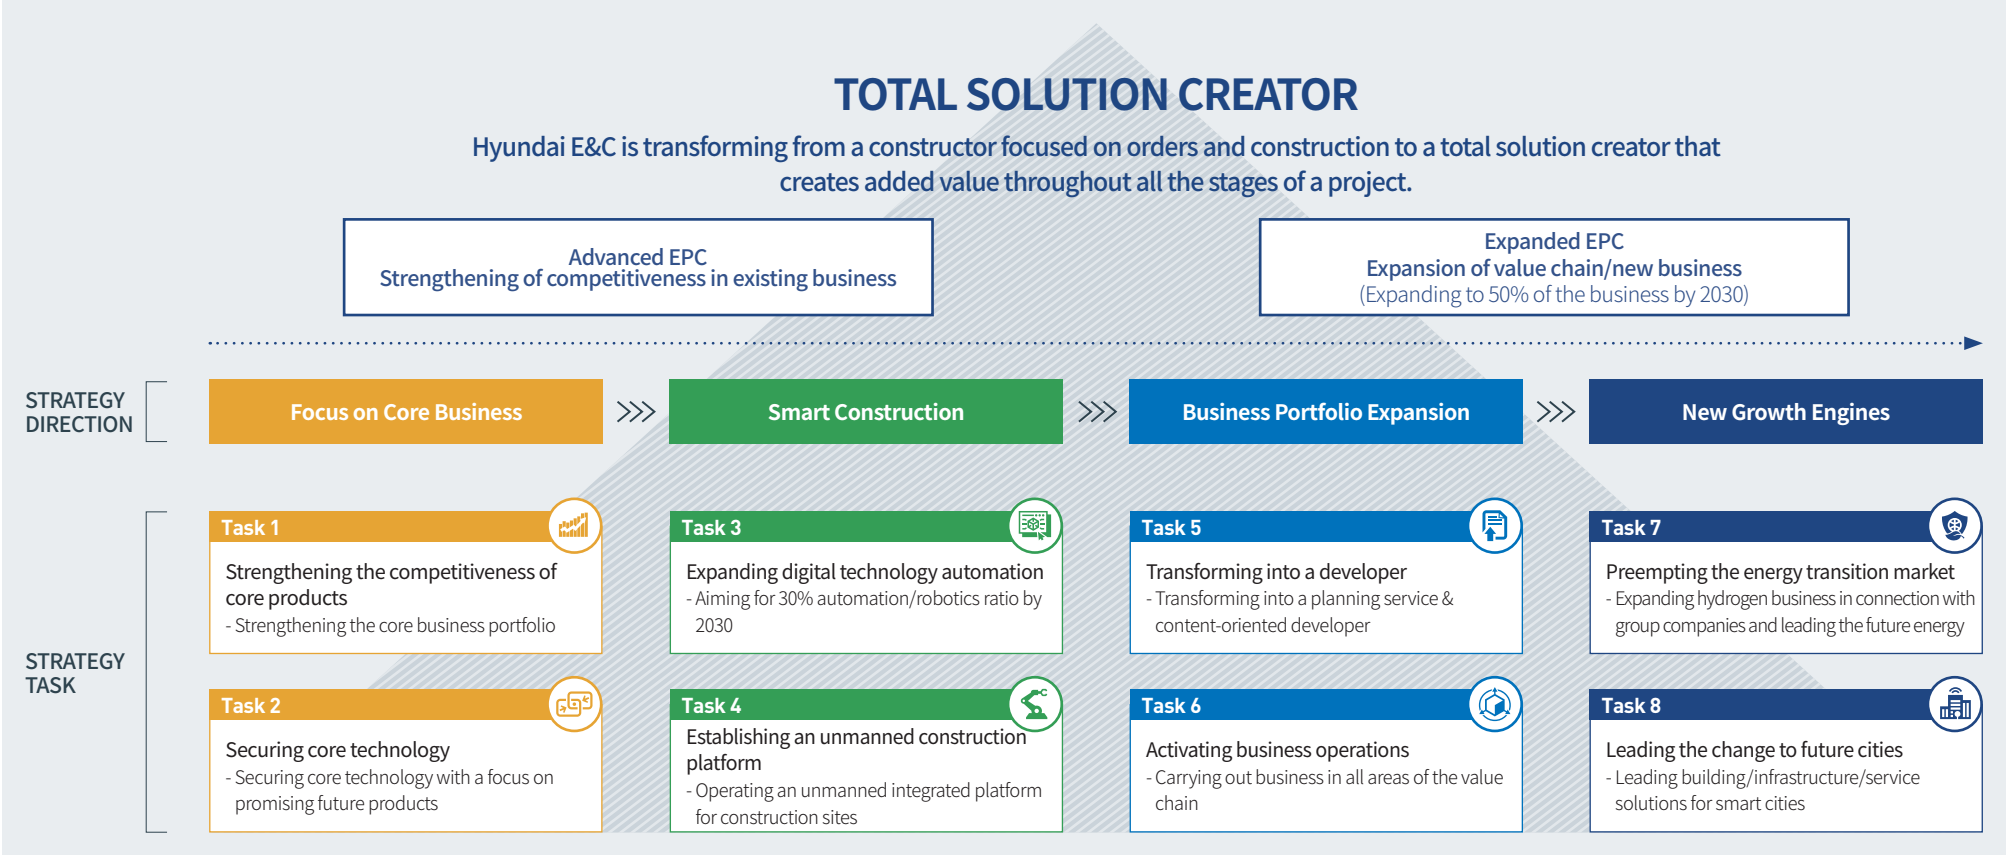 TOTAL SOLUTION CREATOR
Hyundai E&C is transforming from a constructor focused on orders and construction to a total solution creator that
creates added value throughout all the stages of a project.
Advanced EPC
Strengthening of competitiveness in existing business
Expanded EPC
Expansion of value chain/new business
(Expanding to 50% of the business by 2030)
STRATEGY
DIRECTION
Focus on Core Business
Smart Construction
Business Portfolio Expansion
New Growth Engines
STRATEGY
TASK
Task 1
Strengthening the competitiveness of
core products
- Strengthening the core business portfolio
Task 2
Securing core technology
- Securing core technology with a focus on
promising future products
Task 3
Expanding digital technology automation
- Aiming for 30% automation/robotics ratio by
2030
Task 4
Establishing an unmanned construction
platform
- Operating an unmanned integrated platform
for construction sites
Task 5
Transforming into a developer
- Transforming into a planning service &
content-oriented developer
Task 6
Activating business operations
- Carrying out business in all areas of the value
chain
Task 7
Preempting the energy transition market
- Expanding hydrogen business in connection with
group companies and leading the future energy
Task 8
Leading the change to future cities
- Leading building/infrastructure/service
solutions for smart cities